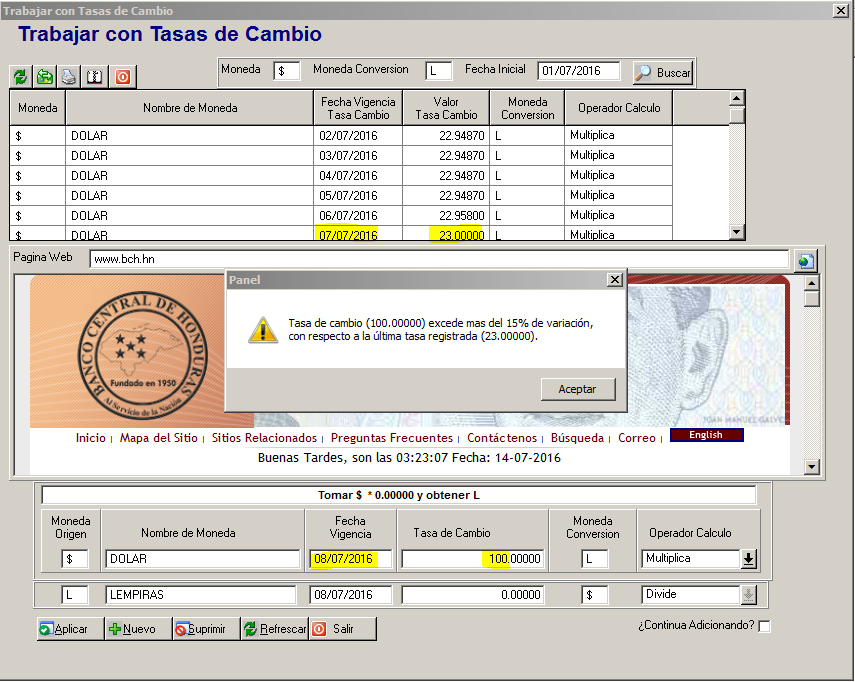 Trabajar con Tasas de Cambio
Trabajar con Tasas de Cambio
Moneda $ Moneda Conversion L Fecha Inicial 01/07/2016 Buscar
Moneda Nombre de Moneda Fecha Vigencia Tasa Cambio Valor Tasa Cambio Moneda Conversion Operador Calculo
$ DOLAR 02/07/2016 22.94870 L Multiplica
$ DOLAR 03/07/2016 22.94870 L Multiplica
$ DOLAR 04/07/2016 22.94870 L Multiplica
$ DOLAR 05/07/2016 22.94870 L Multiplica
$ DOLAR 06/07/2016 22.95800 L Multiplica
$ DOLAR 07/07/2016 23.00000 L Multiplica
Pagina Web www.bch.hn
BANCO CENTRAL DE HONDURAS
Fundado en 1950
Al Servicio de la Nación
Panel
Tasa de cambio (100.00000) excede mas del 15% de variación,
con respecto a la última tasa registrada (23.00000).
Aceptar
JOAN MANUEL GALVE
Inicio | Mapa del Sitio | Sitios Relacionados | Preguntas Frecuentes | Contáctenos | Búsqueda | Correo | English
Buenas Tardes, son las 03:23:07 Fecha: 14-07-2016
Tomar $ * 0.00000 y obtener L
Moneda Origen Nombre de Moneda Fecha Vigencia Tasa de Cambio Moneda Conversion Operador Calculo
$ DOLAR 08/07/2016 100.00000 L Multiplica
L LEMPIRAS 08/07/2016 0.00000 $ Divide
Aplicar Nuevo Suprimir Refrescar Salir ¿Continua Adicionando?